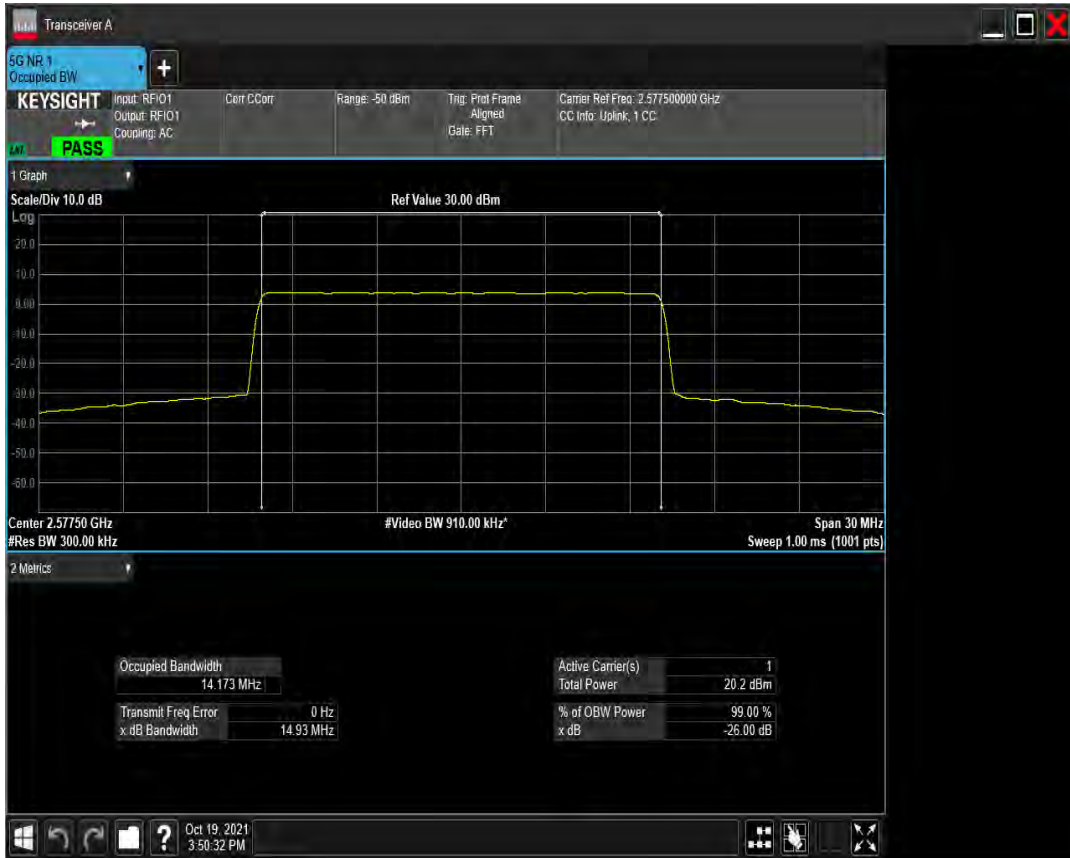 Transceiver A
5G NR 1
Occupied BW
KEYSIGHT
Input: RFIO1
Output: RFIO1
Coupling: AC
Corr CCorr
Range: -50 dBm
Trig: Prot Frame
Aligned
Gate: FFT
Carrier Ref Freq: 2.577500000 GHz
CC Info: Uplink, 1 CC
PASS
1 Graph
Scale/Div 10.0 dB
Ref Value 30.00 dBm
Log
20.0
10.0
0.00
-10.0
-20.0
-30.0
-40.0
-50.0
-60.0
Center 2.57750 GHz
#Video BW 910.00 kHz*
Span 30 MHz
#Res BW 300.00 kHz
Sweep 1.00 ms (1001 pts)
2 Metrics
Occupied Bandwidth
14.173 MHz
Transmit Freq Error 0 Hz
x dB Bandwidth 14.93 MHz
Active Carrier(s) 1
Total Power 20.2 dBm
% of OBW Power 99.00 %
x dB -26.00 dB
?
Oct 19, 2021
3:50:32 PM